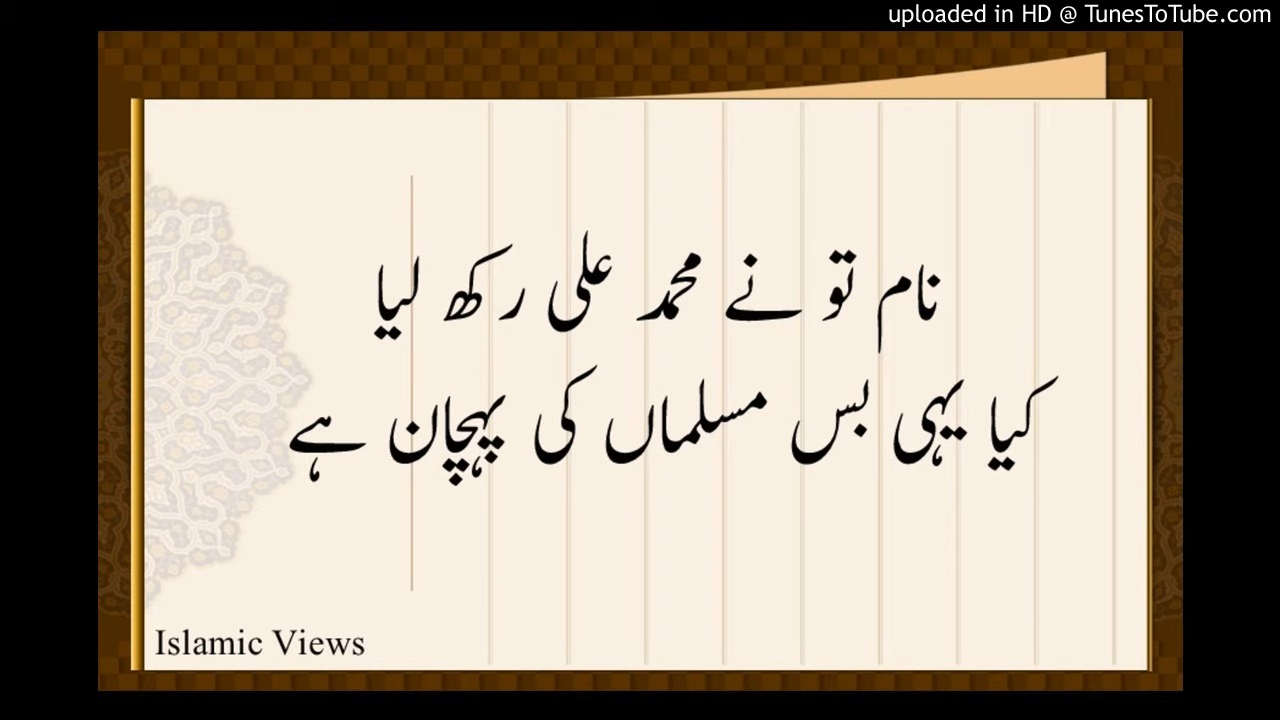 uploaded in HD @ TunesToTube.com
نام تو نے محمد علی رکھ لیا
کیا یہی بس مسلماں کی پہچان ہے
Islamic Views